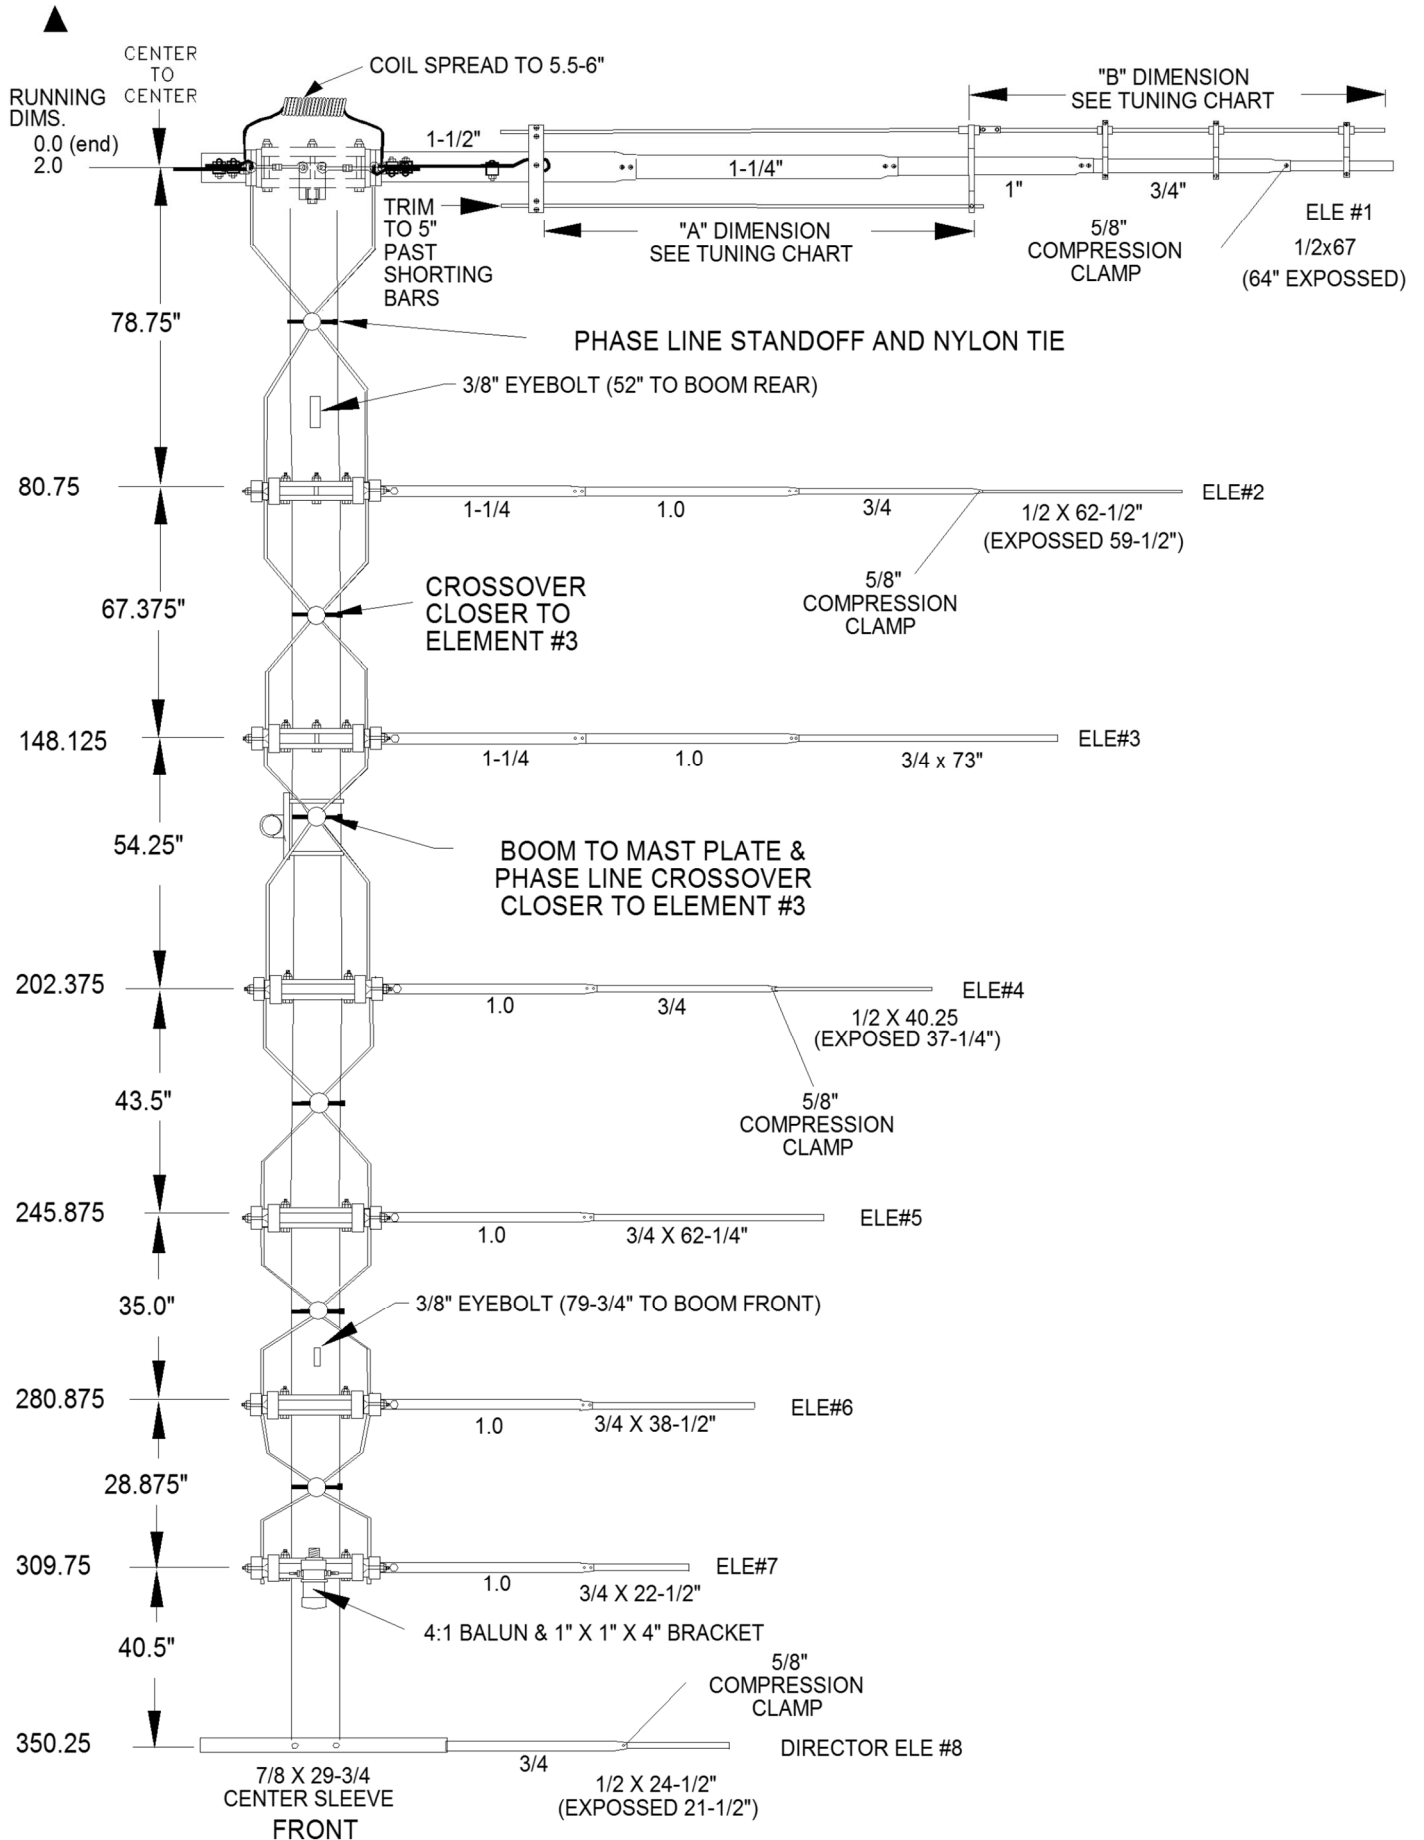 CENTER
TO
CENTER
RUNNING
DIMS.
0.0 (end)
2.0
COIL SPREAD TO 5.5-6"
"B" DIMENSION
SEE TUNING CHART
1-1/2"
1-1/4"
1"
3/4"
ELE #1
1/2x67
(64" EXPOSSED)
5/8"
COMPRESSION
CLAMP
TRIM
TO 5"
PAST
SHORTING
BARS
"A" DIMENSION
SEE TUNING CHART
78.75"
PHASE LINE STANDOFF AND NYLON TIE
3/8" EYEBOLT (52" TO BOOM REAR)
80.75
1-1/4
1.0
3/4
ELE#2
1/2 X 62-1/2"
(EXPOSSED 59-1/2")
5/8"
COMPRESSION
CLAMP
67.375"
CROSSOVER
CLOSER TO
ELEMENT #3
148.125
1-1/4
1.0
3/4 x 73"
ELE#3
54.25"
BOOM TO MAST PLATE &
PHASE LINE CROSSOVER
CLOSER TO ELEMENT #3
202.375
1.0
3/4
ELE#4
1/2 X 40.25
(EXPOSED 37-1/4")
5/8"
COMPRESSION
CLAMP
43.5"
245.875
1.0
3/4 X 62-1/4"
ELE#5
35.0"
3/8" EYEBOLT (79-3/4" TO BOOM FRONT)
280.875
1.0
3/4 X 38-1/2"
ELE#6
28.875"
309.75
1.0
3/4 X 22-1/2"
ELE#7
4:1 BALUN & 1" X 1" X 4" BRACKET
40.5"
5/8"
COMPRESSION
CLAMP
350.25
3/4
DIRECTOR ELE #8
7/8 X 29-3/4
CENTER SLEEVE
1/2 X 24-1/2"
(EXPOSSED 21-1/2")
FRONT